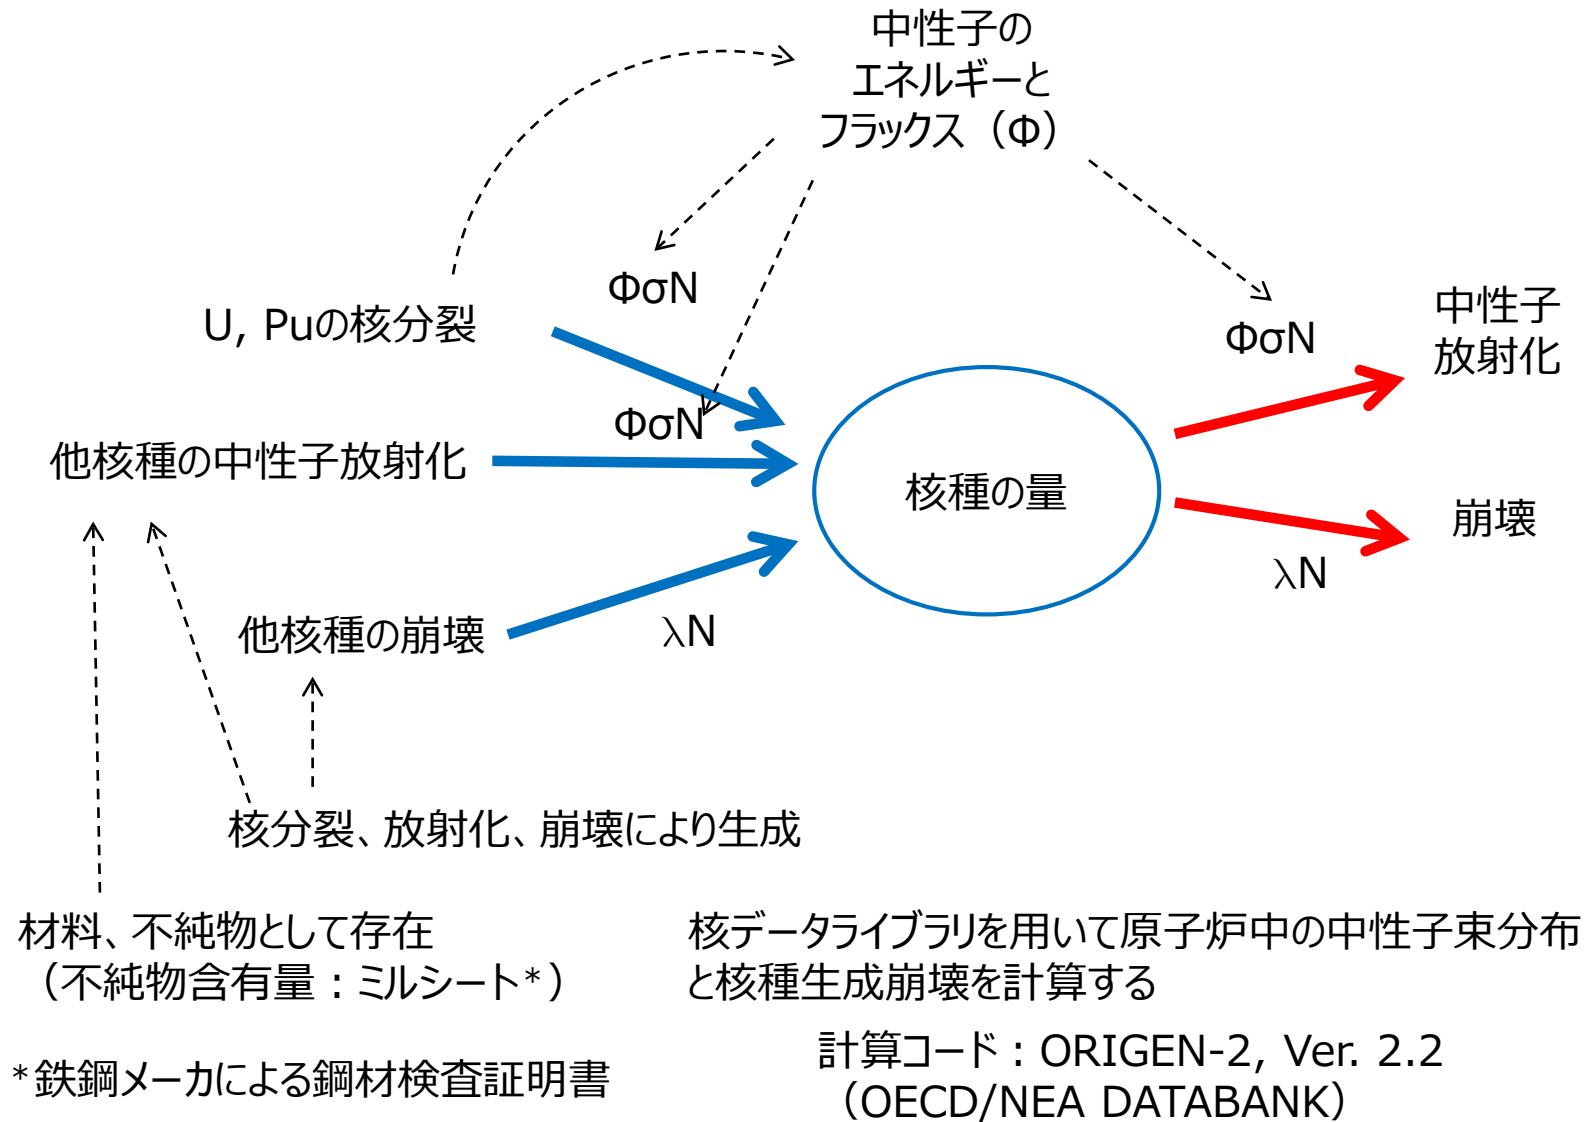 中性子の
エネルギーと
フラックス（Φ）
ΦσN
U, Puの核分裂
ΦσN
中性子
放射化
ΦσN
他核種の中性子放射化
核種の量
崩壊
λN
他核種の崩壊
λN
核分裂、放射化、崩壊により生成
材料、不純物として存在
（不純物含有量：ミルシート*）
核データライブラリを用いて原子炉中の中性子束分布
と核種生成崩壊を計算する
*鉄鋼メーカによる鋼材検査証明書
計算コード：ORIGEN-2, Ver. 2.2
（OECD/NEA DATABANK）